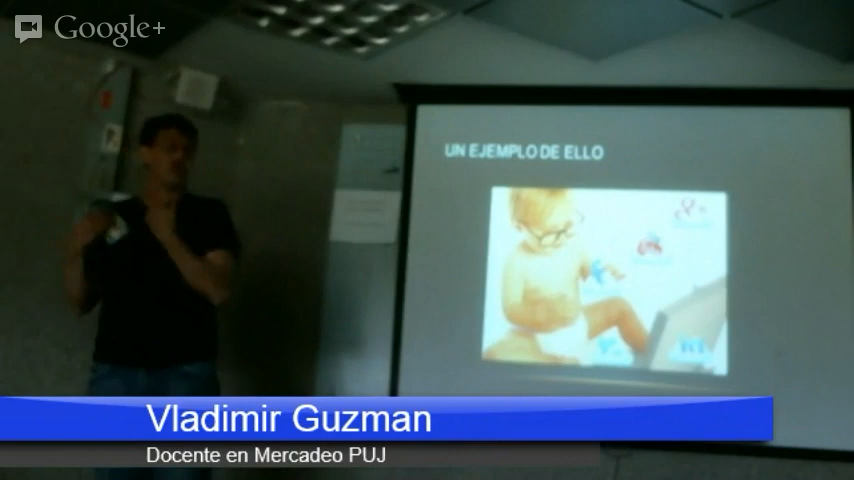 Google+
UN EJEMPLO DE ELLO
Vladimir Guzman
Docente en Mercadeo PUJ